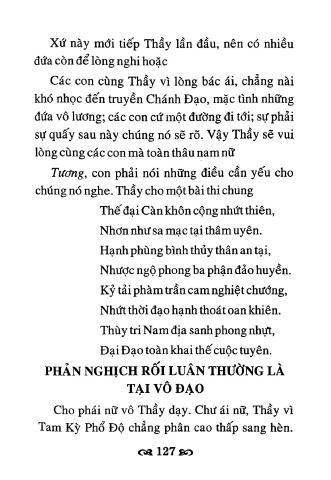 Xứ này mới tiếp Thầy lần đầu, nên có nhiều
đứa còn để lòng nghi hoặc
Các con cùng Thầy vì lòng bác ái, chẳng nài
khó nhọc đến truyền Chánh Đạo, mặc tình những
đứa vô lương; các con cứ một đường đi tới; sự phải
sự quấy sau này chúng nó sẽ rõ. Vậy Thầy sẽ vui
lòng cùng các con mà toàn thâu nam nữ
Tương, con phải nói những điều cần yếu cho
chúng nó nghe. Thầy cho một bài thi chung
Thế đại Càn khôn cộng nhứt thiên,
Nhơn như sa mạc tại thâm uyên.
Hạnh phùng bình thủy thân an tại,
Nhược ngộ phong ba phận đảo huyền.
Kỷ tải phàm trần cam nghiệt chướng,
Nhứt thời đạo hạnh thoát oan khiên.
Thùy tri Nam địa sanh phong nhựt,
Đại Đạo toàn khai thế cuộc tuyên.
PHẢN NGHỊCH RỐI LUÂN THƯỜNG LÀ
TẠI VÔ ĐẠO
Cho phái nữ vô Thầy dạy. Chư ái nữ, Thầy vì
Tam Kỳ Phổ Độ chẳng phân cao thấp sang hèn.
127